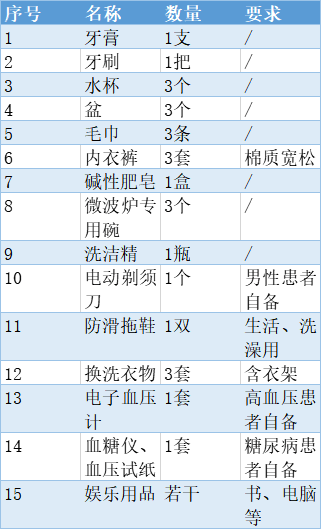 序号 名称 数量 要求
1 牙膏 1支 /
2 牙刷 1把 /
3 水杯 3个 /
4 盆 3个 /
5 毛巾 3条 /
6 内衣裤 3套 棉质宽松
7 碱性肥皂 1盒 /
8 微波炉专 3个 /
用碗
9 洗洁精 1瓶 /
10 电动剃须 1个 男性患者
刀 自备
11 防滑拖鞋 1双 生活、洗
澡用
12 换洗衣物 3套 含衣架
13 电子血压 1套 高血压患
计 者自备
14 血糖仪、 1套 糖尿病患
血压试纸 者自备
15 娱乐用品 若干 书、电脑
等